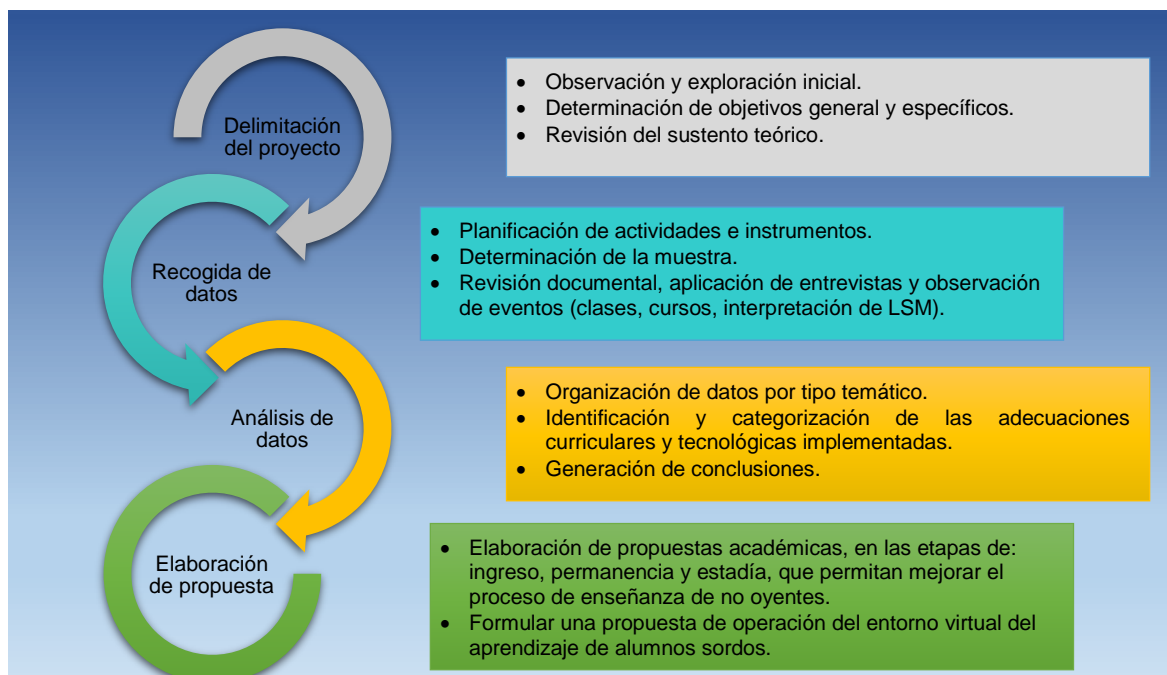 Delimitación
del proyecto
• Observación y exploración inicial.
• Determinación de objetivos general y específicos.
• Revisión del sustento teórico.
Recogida de
datos
• Planificación de actividades e instrumentos.
• Determinación de la muestra.
• Revisión documental, aplicación de entrevistas y observación
de eventos (clases, cursos, interpretación de LSM).
Análisis de
datos
• Organización de datos por tipo temático.
• Identificación y categorización de las adecuaciones
curriculares y tecnológicas implementadas.
• Generación de conclusiones.
Elaboración
de propuesta
• Elaboración de propuestas académicas, en las etapas de:
ingreso, permanencia y estadía, que permitan mejorar el
proceso de enseñanza de no oyentes.
• Formular una propuesta de operación del entorno virtual del
aprendizaje de alumnos sordos.